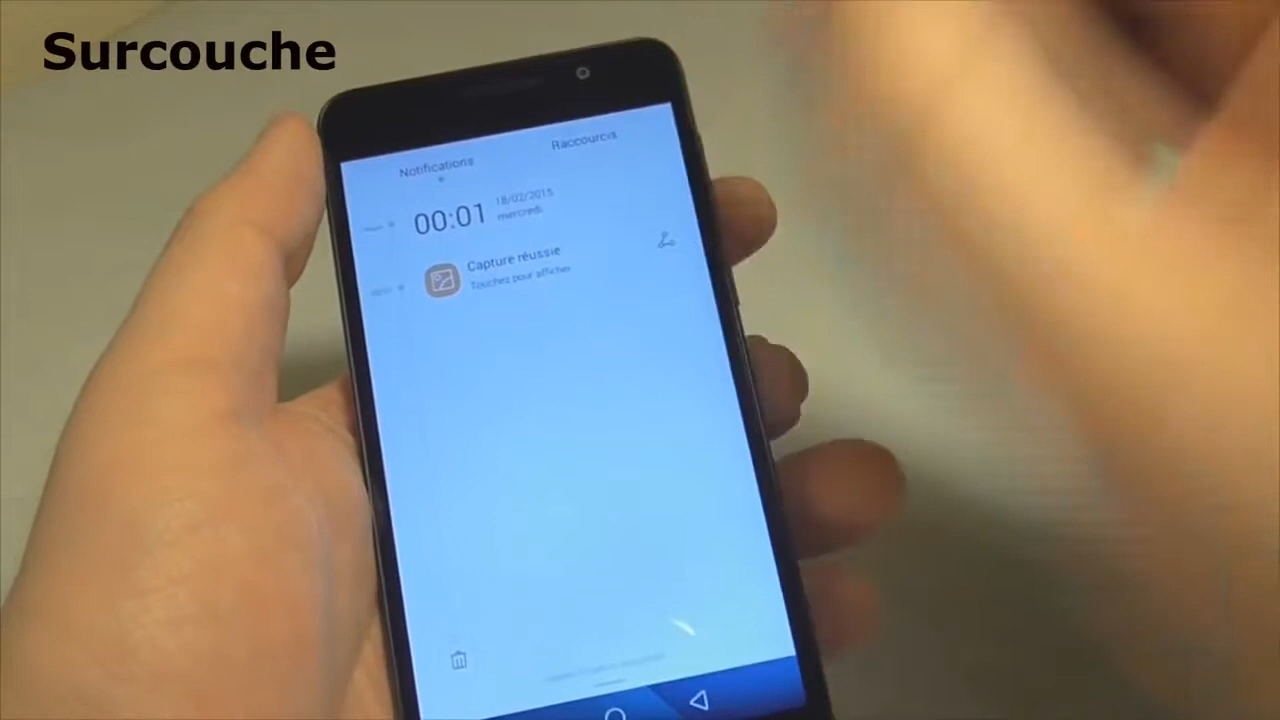 Surcouche
Notifications
Raccourcis
00:01
18/02/2015
mercredi
Capture réussie
Touchez pour afficher